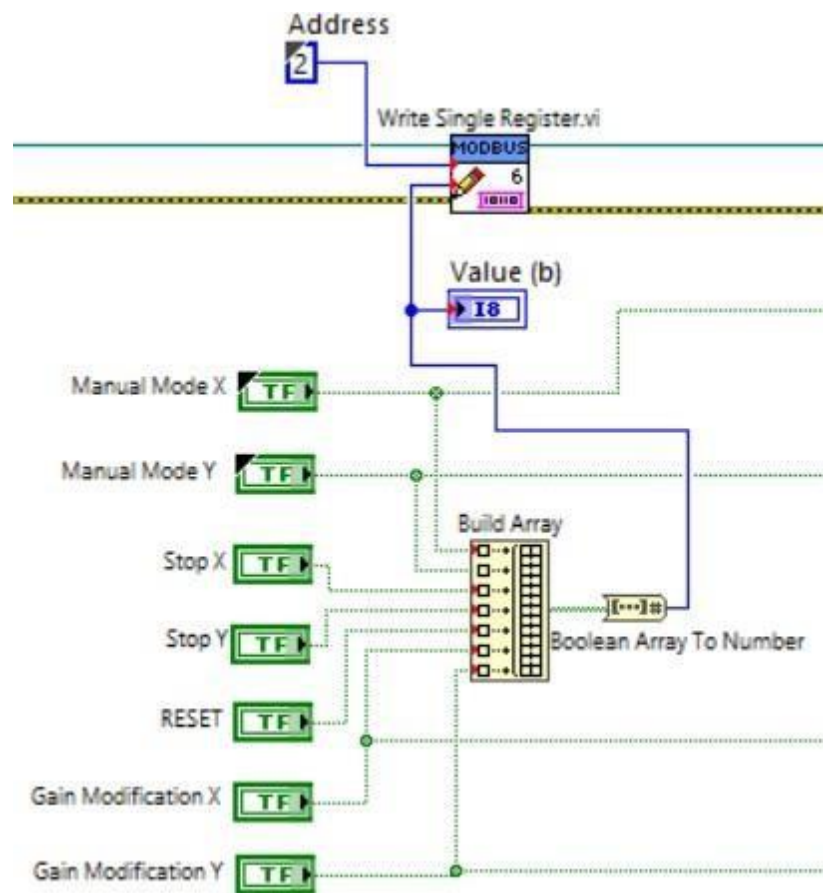 Address
2
Write Single Register.vi
MODBUS
6
Value (b)
I8
Manual Mode X
TF
Manual Mode Y
TF
Build Array
Stop X
TF
Stop Y
TF
Boolean Array To Number
[...]#
RESET
TF
Gain Modification X
TF
Gain Modification Y
TF